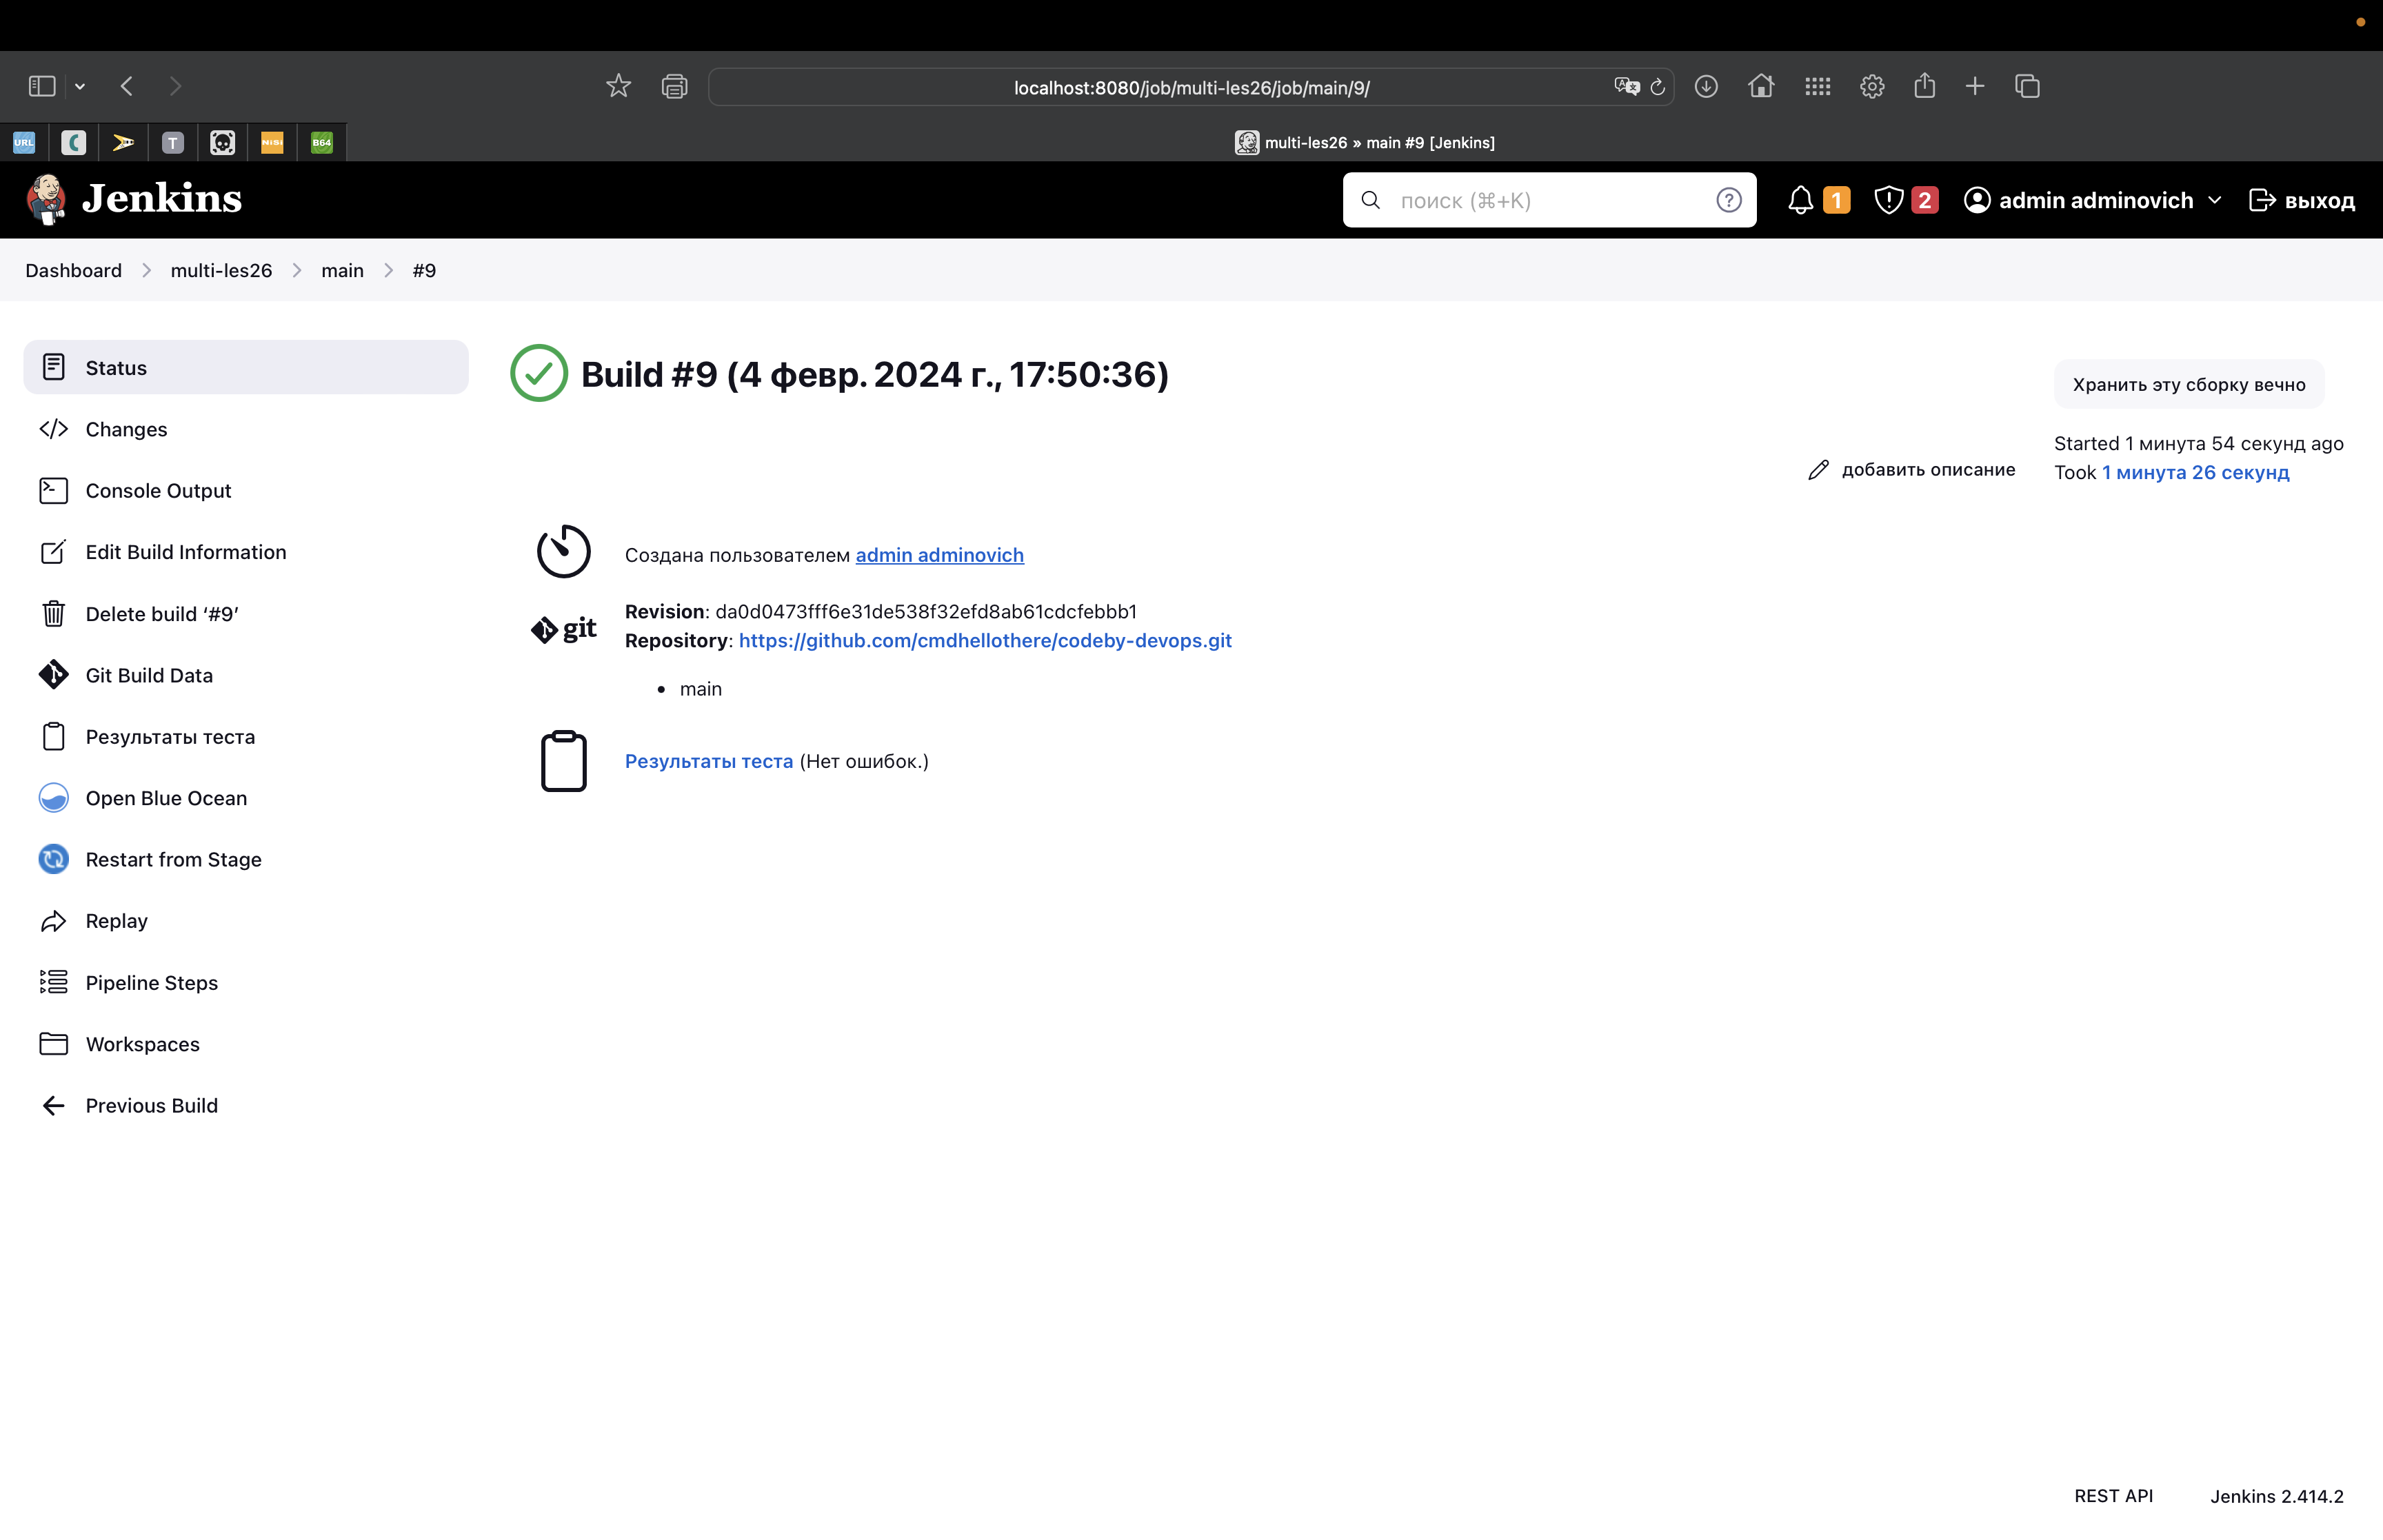 localhost:8080/job/multi-les26/job/main/9/
URL
T
NiSi
B64
multi-les26 » main #9 [Jenkins]
Jenkins
поиск (⌘+K)
?
1
2
admin adminovich
выход
Dashboard
multi-les26
main
#9
Status
Changes
Console Output
Edit Build Information
Delete build ‘#9’
Git Build Data
Результаты теста
Open Blue Ocean
Restart from Stage
Replay
Pipeline Steps
Workspaces
Previous Build
Build #9 (4 февр. 2024 г., 17:50:36)
Хранить эту сборку вечно
Started 1 минута 54 секунд ago
Took 1 минута 26 секунд
добавить описание
Создана пользователем admin adminovich
git
Revision: da0d0473fff6e31de538f32efd8ab61cdcfebbb1
Repository: https://github.com/cmdhellothere/codeby-devops.git
main
Результаты теста (Нет ошибок.)
REST API
Jenkins 2.414.2